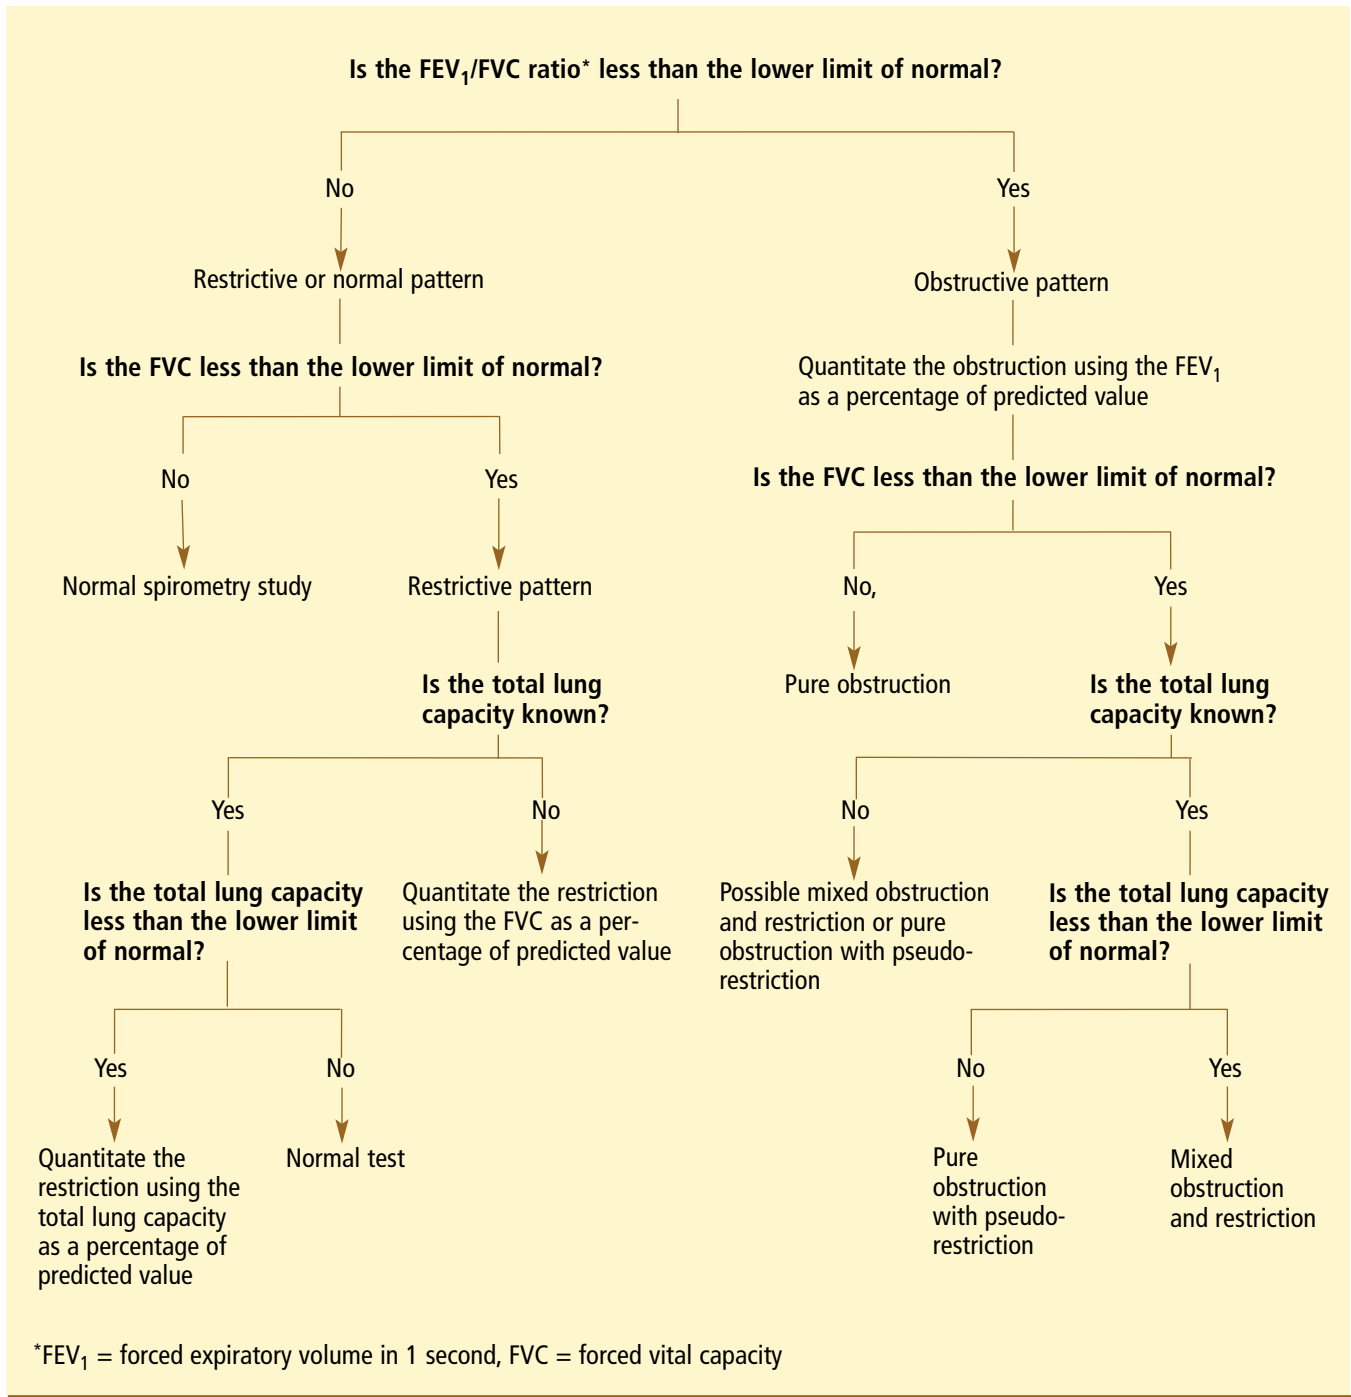 Is the FEV1/FVC ratio* less than the lower limit of normal?
No
Yes
Restrictive or normal pattern
Obstructive pattern
Is the FVC less than the lower limit of normal?
Quantitate the obstruction using the FEV1
as a percentage of predicted value
No
Yes
Is the FVC less than the lower limit of normal?
Normal spirometry study
Restrictive pattern
No,
Yes
Is the total lung
capacity known?
Pure obstruction
Is the total lung
capacity known?
Yes
No
No
Yes
Is the total lung capacity
less than the lower limit
of normal?
Quantitate the restriction
using the FVC as a per-
centage of predicted value
Possible mixed obstruction
and restriction or pure
obstruction with pseudo-
restriction
Is the total lung capacity
less than the lower limit
of normal?
Yes
No
No
Yes
Quantitate the
restriction using the
total lung capacity
as a percentage of
predicted value
Normal test
Pure
obstruction
with pseudo-
restriction
Mixed
obstruction
and restriction
*FEV1 = forced expiratory volume in 1 second, FVC = forced vital capacity